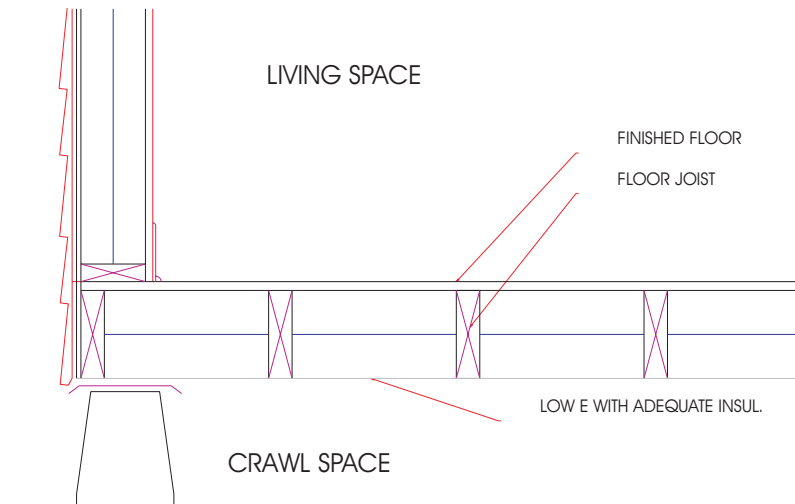 LIVING SPACE
FINISHED FLOOR
FLOOR JOIST
LOW E WITH ADEQUATE INSUL.
CRAWL SPACE